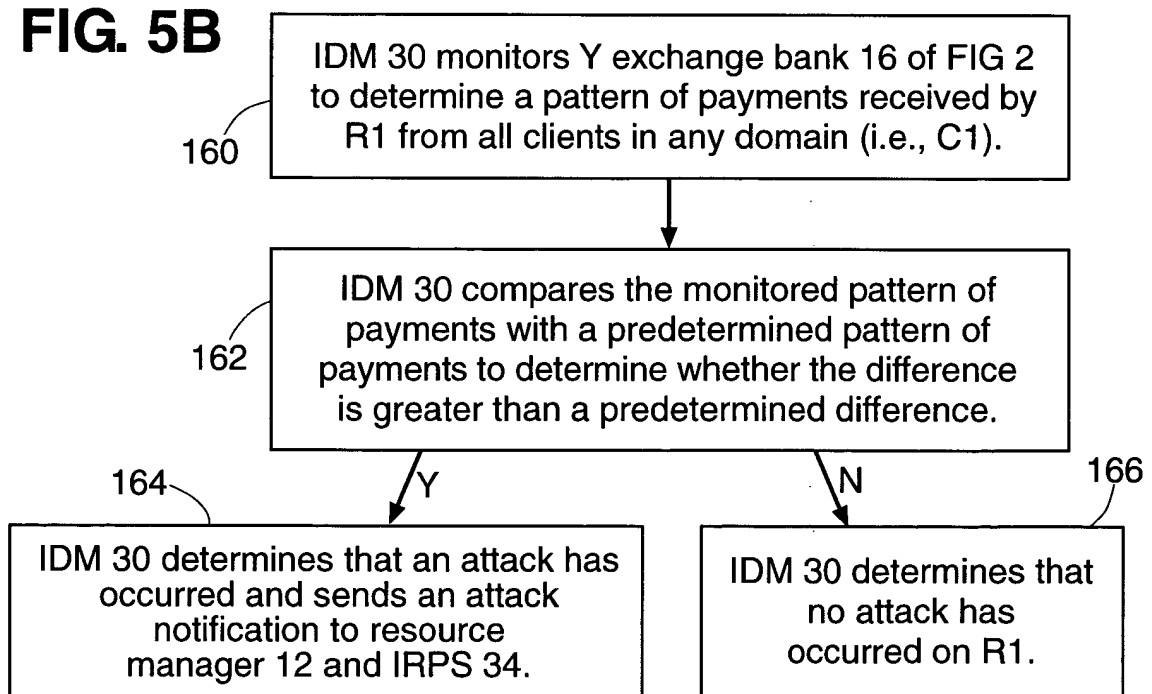 FIG. 5B
IDM 30 monitors Y exchange bank 16 of FIG 2
to determine a pattern of payments received by
R1 from all clients in any domain (i.e., C1).
160
IDM 30 compares the monitored pattern of
payments with a predetermined pattern of
payments to determine whether the difference
is greater than a predetermined difference.
162
Y
N
164
166
IDM 30 determines that an attack has
occurred and sends an attack
notification to resource
manager 12 and IRPS 34.
IDM 30 determines that
no attack has
occurred on R1.